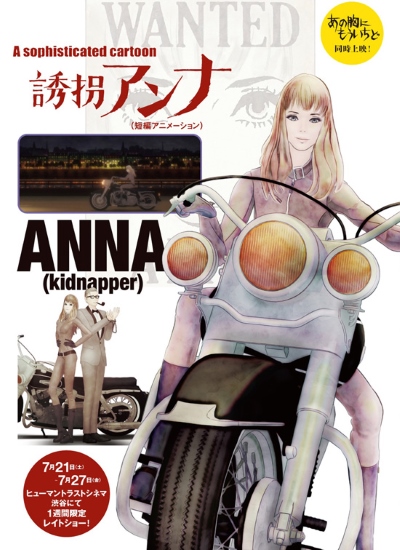 WANTED
あの胸に
もういちど
同時上映！
A sophisticated cartoon
誘拐アンナ
（短編アニメーション）
ANNA
(kidnapper)
7月21日(土)
-7月27日(金)
ヒューマントラストシネマ
渋谷にて
1週間限定
レイトショー！